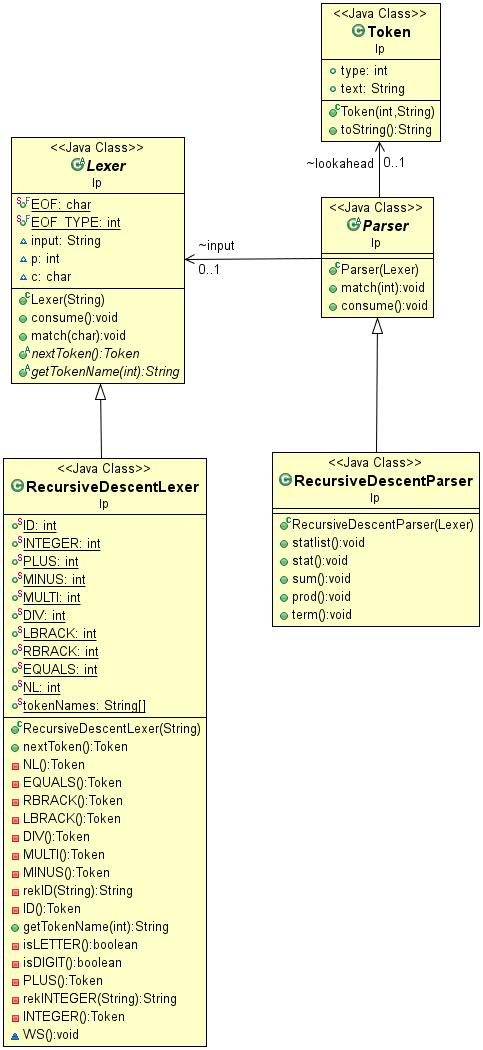 <<Java Class>>
Token
lp
type: int
text: String
Token(int,String)
toString():String
~lookahead
0..1
<<Java Class>>
Lexer
lp
EOF: char
EOF_TYPE: int
input: String
p: int
c: char
Lexer(String)
consume():void
match(char):void
nextToken():Token
getTokenName(int):String
~input
0..1
<<Java Class>>
Parser
lp
Parser(Lexer)
match(int):void
consume():void
<<Java Class>>
RecursiveDescentLexer
lp
ID: int
INTEGER: int
PLUS: int
MINUS: int
MULTI: int
DIV: int
LBRACK: int
RBRACK: int
EQUALS: int
NL: int
tokenNames: String[]
RecursiveDescentLexer(String)
nextToken():Token
NL():Token
EQUALS():Token
RBRACK():Token
LBRACK():Token
DIV():Token
MULTI():Token
MINUS():Token
rekID(String):String
ID():Token
getTokenName(int):String
isLETTER():boolean
isDIGIT():boolean
PLUS():Token
rekINTEGER(String):String
INTEGER():Token
WS():void
<<Java Class>>
RecursiveDescentParser
lp
RecursiveDescentParser(Lexer)
statlist():void
stat():void
sum():void
prod():void
term():void